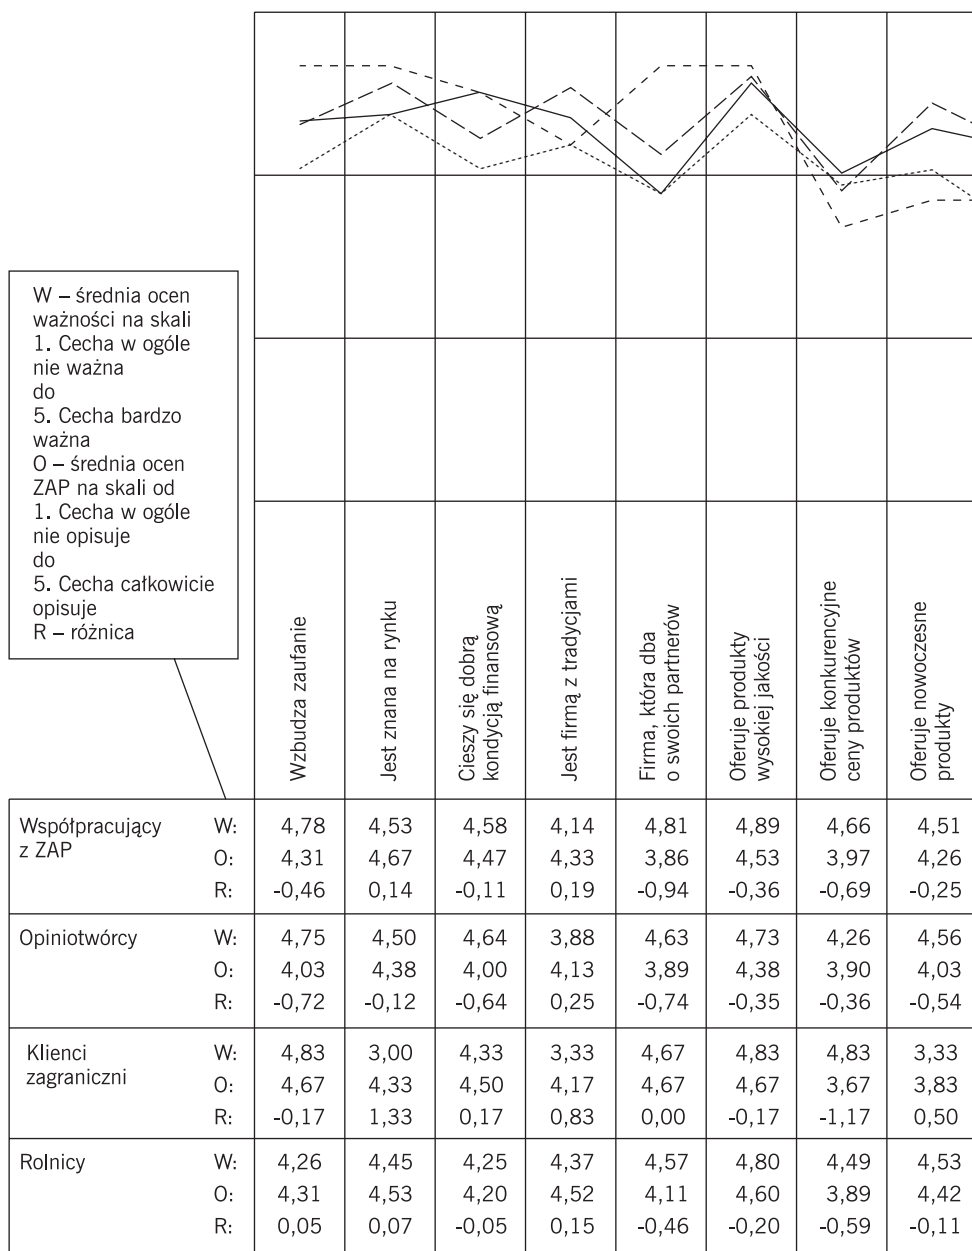 W – średnia ocen
ważności na skali
1. Cecha w ogóle
nie ważna
do
5. Cecha bardzo
ważna
O – średnia ocen
ZAP na skali od
1. Cecha w ogóle
nie opisuje
do
5. Cecha całkowicie
opisuje
R – różnica
Wzbudza zaufanie
Jest znana na rynku
Cieszy się dobrą
kondycją finansową
Jest firmą z tradycjami
Firma, która dba
o swoich partnerów
Oferuje produkty
wysokiej jakości
Oferuje konkurencyjne
ceny produktów
Oferuje nowoczesne
produkty
Współpracujący W: 4,78 4,53 4,58 4,14 4,81 4,89 4,66 4,51
z ZAP O: 4,31 4,67 4,47 4,33 3,86 4,53 3,97 4,26
R: -0,46 0,14 -0,11 0,19 -0,94 -0,36 -0,69 -0,25
Opiniotwórcy W: 4,75 4,50 4,64 3,88 4,63 4,73 4,26 4,56
O: 4,03 4,38 4,00 4,13 3,89 4,38 3,90 4,03
R: -0,72 -0,12 -0,64 0,25 -0,74 -0,35 -0,36 -0,54
Klienci W: 4,83 3,00 4,33 3,33 4,67 4,83 4,83 3,33
zagraniczni O: 4,67 4,33 4,50 4,17 4,67 4,67 3,67 3,83
R: -0,17 1,33 0,17 0,83 0,00 -0,17 -1,17 0,50
Rolnicy W: 4,26 4,45 4,25 4,37 4,57 4,80 4,49 4,53
O: 4,31 4,53 4,20 4,52 4,11 4,60 3,89 4,42
R: 0,05 0,07 -0,05 0,15 -0,46 -0,20 -0,59 -0,11